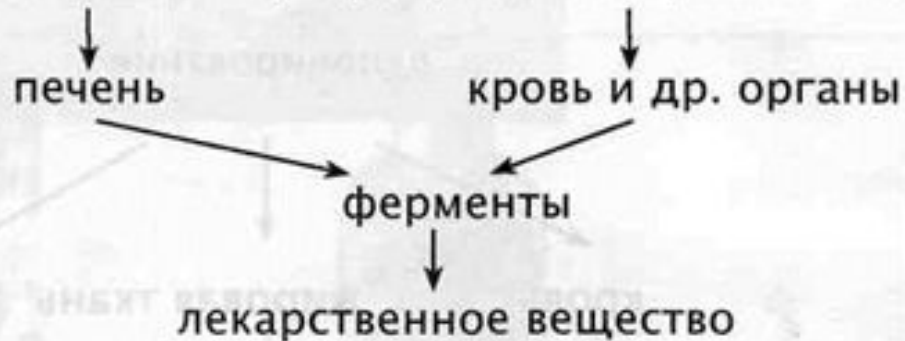 печень кровь и др. органы
ферменты
лекарственное вещество